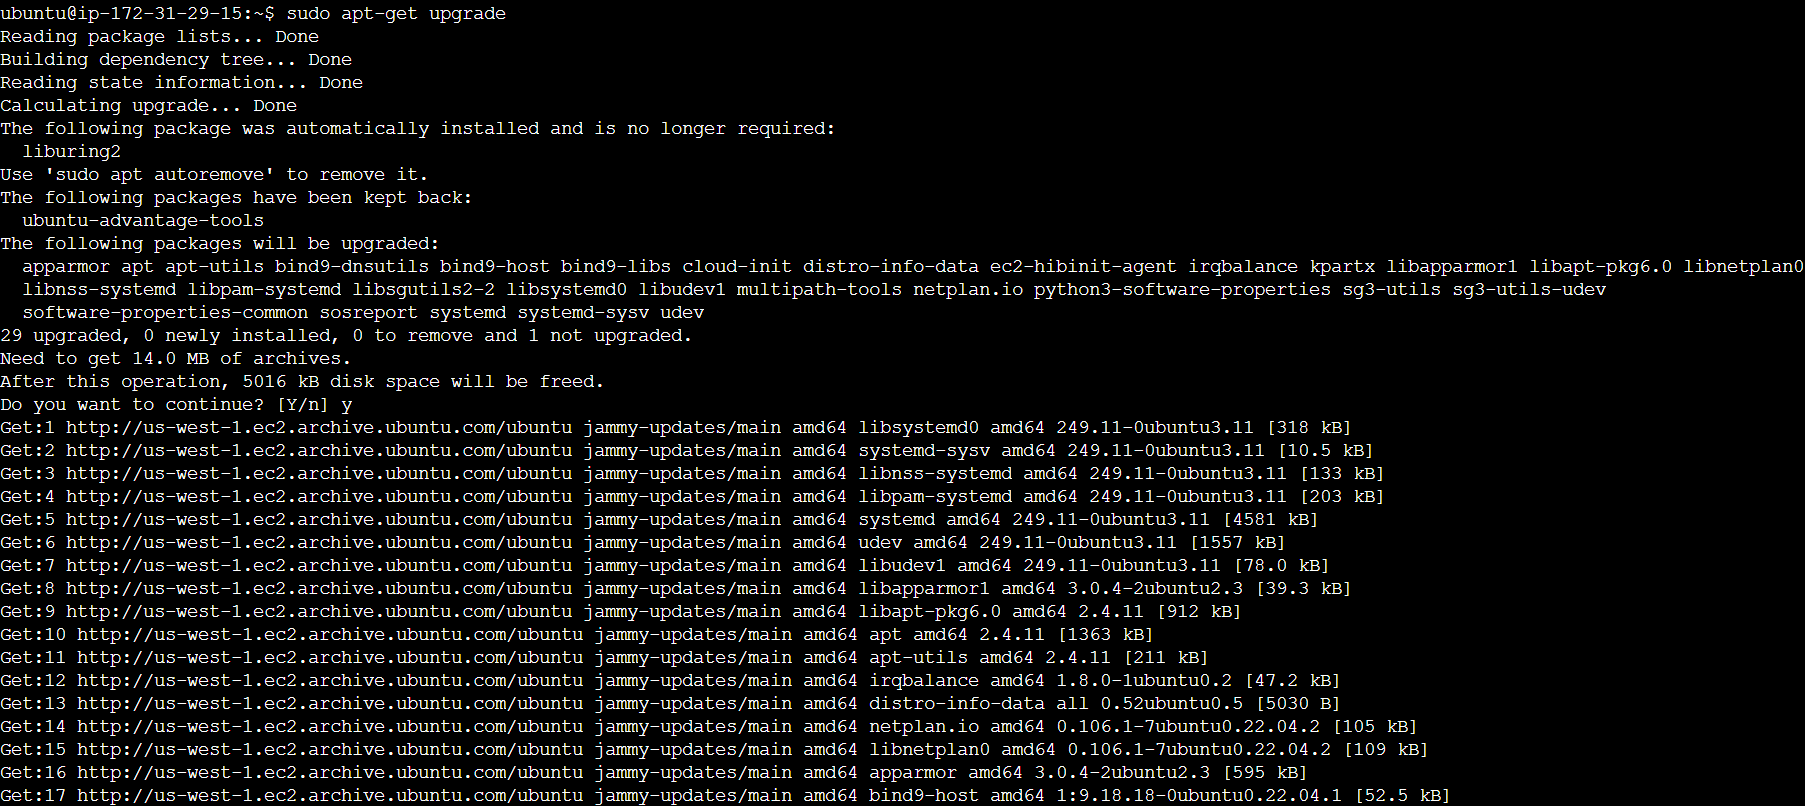 ubuntu@ip-172-31-29-15:~$ sudo apt-get upgrade
Reading package lists... Done
Building dependency tree... Done
Reading state information... Done
Calculating upgrade... Done
The following package was automatically installed and is no longer required:
  liburing2
Use 'sudo apt autoremove' to remove it.
The following packages have been kept back:
  ubuntu-advantage-tools
The following packages will be upgraded:
  apparmor apt apt-utils bind9-dnsutils bind9-host bind9-libs cloud-init distro-info-data ec2-hibinit-agent irqbalance kpartx libapparmor1 libapt-pkg6.0 libnetplan0
  libnss-systemd libpam-systemd libsgutils2-2 libsystemd0 libudev1 multipath-tools netplan.io python3-software-properties sg3-utils sg3-utils-udev
  software-properties-common sosreport systemd systemd-sysv udev
29 upgraded, 0 newly installed, 0 to remove and 1 not upgraded.
Need to get 14.0 MB of archives.
After this operation, 5016 kB disk space will be freed.
Do you want to continue? [Y/n] y
Get:1 http://us-west-1.ec2.archive.ubuntu.com/ubuntu jammy-updates/main amd64 libsystemd0 amd64 249.11-0ubuntu3.11 [318 kB]
Get:2 http://us-west-1.ec2.archive.ubuntu.com/ubuntu jammy-updates/main amd64 systemd-sysv amd64 249.11-0ubuntu3.11 [10.5 kB]
Get:3 http://us-west-1.ec2.archive.ubuntu.com/ubuntu jammy-updates/main amd64 libnss-systemd amd64 249.11-0ubuntu3.11 [133 kB]
Get:4 http://us-west-1.ec2.archive.ubuntu.com/ubuntu jammy-updates/main amd64 libpam-systemd amd64 249.11-0ubuntu3.11 [203 kB]
Get:5 http://us-west-1.ec2.archive.ubuntu.com/ubuntu jammy-updates/main amd64 systemd amd64 249.11-0ubuntu3.11 [4581 kB]
Get:6 http://us-west-1.ec2.archive.ubuntu.com/ubuntu jammy-updates/main amd64 udev amd64 249.11-0ubuntu3.11 [1557 kB]
Get:7 http://us-west-1.ec2.archive.ubuntu.com/ubuntu jammy-updates/main amd64 libudev1 amd64 249.11-0ubuntu3.11 [78.0 kB]
Get:8 http://us-west-1.ec2.archive.ubuntu.com/ubuntu jammy-updates/main amd64 libapparmor1 amd64 3.0.4-2ubuntu2.3 [39.3 kB]
Get:9 http://us-west-1.ec2.archive.ubuntu.com/ubuntu jammy-updates/main amd64 libapt-pkg6.0 amd64 2.4.11 [912 kB]
Get:10 http://us-west-1.ec2.archive.ubuntu.com/ubuntu jammy-updates/main amd64 apt amd64 2.4.11 [1363 kB]
Get:11 http://us-west-1.ec2.archive.ubuntu.com/ubuntu jammy-updates/main amd64 apt-utils amd64 2.4.11 [211 kB]
Get:12 http://us-west-1.ec2.archive.ubuntu.com/ubuntu jammy-updates/main amd64 irqbalance amd64 1.8.0-1ubuntu0.2 [47.2 kB]
Get:13 http://us-west-1.ec2.archive.ubuntu.com/ubuntu jammy-updates/main amd64 distro-info-data all 0.52ubuntu0.5 [5030 B]
Get:14 http://us-west-1.ec2.archive.ubuntu.com/ubuntu jammy-updates/main amd64 netplan.io amd64 0.106.1-7ubuntu0.22.04.2 [105 kB]
Get:15 http://us-west-1.ec2.archive.ubuntu.com/ubuntu jammy-updates/main amd64 libnetplan0 amd64 0.106.1-7ubuntu0.22.04.2 [109 kB]
Get:16 http://us-west-1.ec2.archive.ubuntu.com/ubuntu jammy-updates/main amd64 apparmor amd64 3.0.4-2ubuntu2.3 [595 kB]
Get:17 http://us-west-1.ec2.archive.ubuntu.com/ubuntu jammy-updates/main amd64 bind9-host amd64 1:9.18.18-0ubuntu0.22.04.1 [52.5 kB]